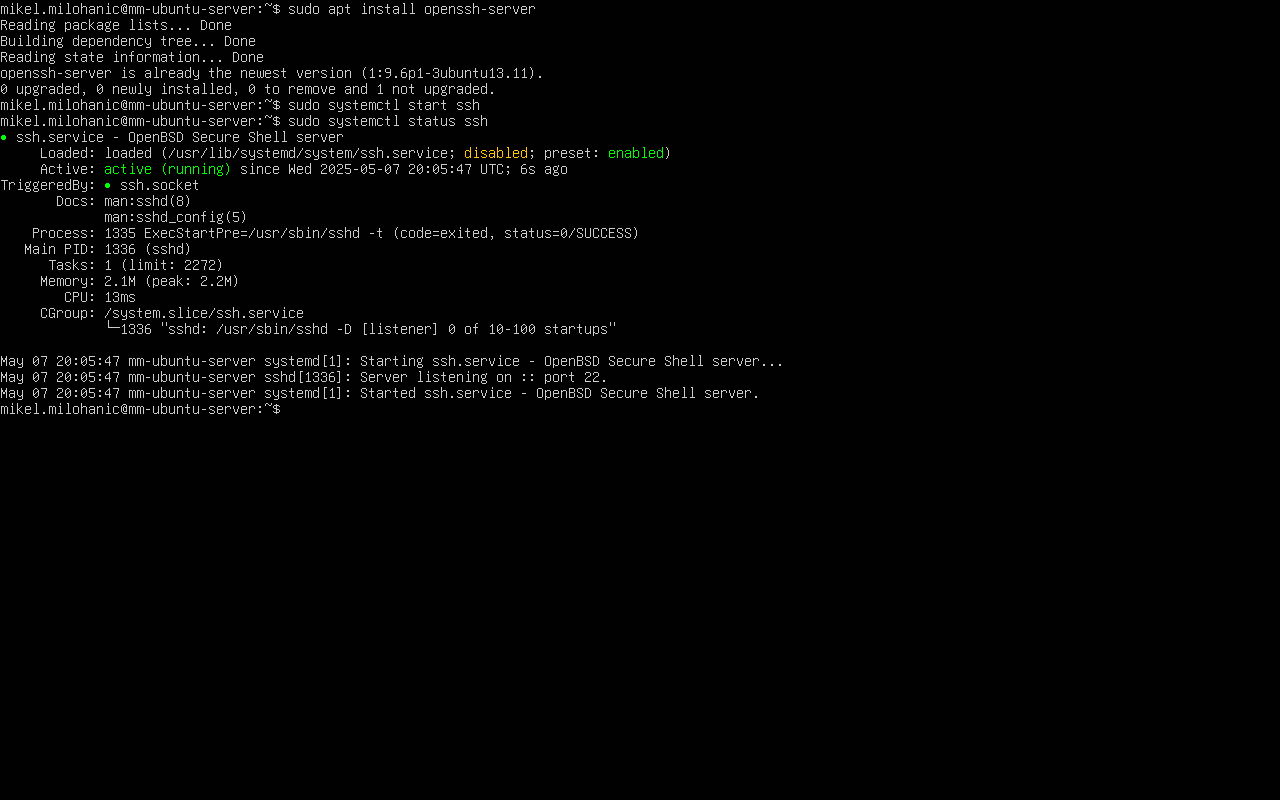 mikel.milohanic@mm-ubuntu-server:~$ sudo apt install openssh-server
Reading package lists... Done
Building dependency tree... Done
Reading state information... Done
openssh-server is already the newest version (1:9.6p1-3ubuntu13.11).
0 upgraded, 0 newly installed, 0 to remove and 1 not upgraded.
mikel.milohanic@mm-ubuntu-server:~$ sudo systemctl start ssh
mikel.milohanic@mm-ubuntu-server:~$ sudo systemctl status ssh
● ssh.service - OpenBSD Secure Shell server
     Loaded: loaded (/usr/lib/systemd/system/ssh.service; disabled; preset: enabled)
     Active: active (running) since Wed 2025-05-07 20:05:47 UTC; 6s ago
TriggeredBy: ● ssh.socket
       Docs: man:sshd(8)
             man:sshd_config(5)
    Process: 1335 ExecStartPre=/usr/sbin/sshd -t (code=exited, status=0/SUCCESS)
   Main PID: 1336 (sshd)
      Tasks: 1 (limit: 2272)
     Memory: 2.1M (peak: 2.2M)
        CPU: 13ms
     CGroup: /system.slice/ssh.service
             └─1336 "sshd: /usr/sbin/sshd -D [listener] 0 of 10-100 startups"

May 07 20:05:47 mm-ubuntu-server systemd[1]: Starting ssh.service - OpenBSD Secure Shell server...
May 07 20:05:47 mm-ubuntu-server sshd[1336]: Server listening on :: port 22.
May 07 20:05:47 mm-ubuntu-server systemd[1]: Started ssh.service - OpenBSD Secure Shell server.
mikel.milohanic@mm-ubuntu-server:~$